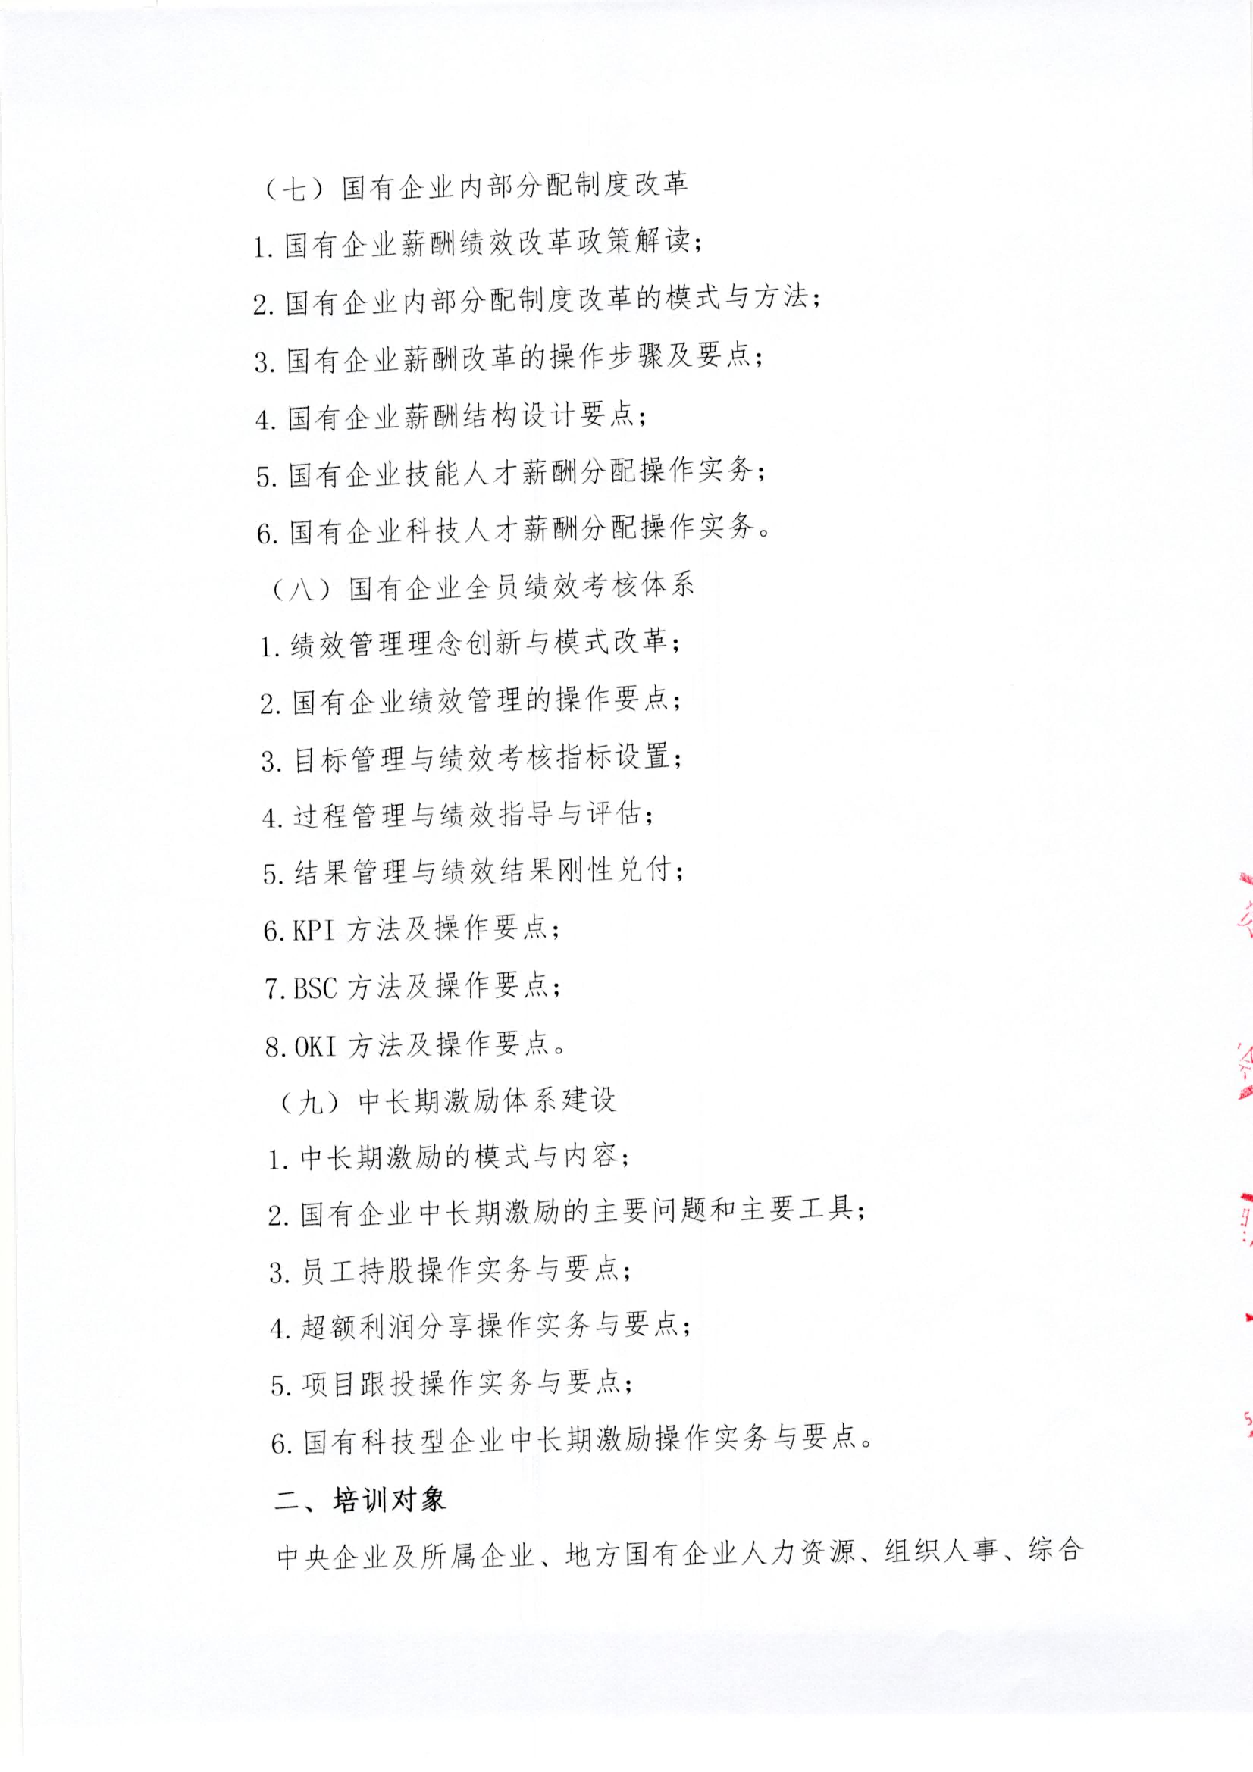 （七）国有企业内部分配制度改革
1.国有企业薪酬绩效改革政策解读；
2.国有企业内部分配制度改革的模式与方法；
3.国有企业薪酬改革的操作步骤及要点；
4.国有企业薪酬结构设计要点；
5.国有企业技能人才薪酬分配操作实务；
6.国有企业科技人才薪酬分配操作实务。
（八）国有企业全员绩效考核体系
1.绩效管理理念创新与模式改革；
2.国有企业绩效管理的操作要点；
3.目标管理与绩效考核指标设置；
4.过程管理与绩效指导与评估；
5.结果管理与绩效结果刚性兑付；
6.KPI 方法及操作要点；
7.BSC 方法及操作要点；
8.OKI 方法及操作要点。
（九）中长期激励体系建设
1.中长期激励的模式与内容；
2.国有企业中长期激励的主要问题和主要工具；
3.员工持股操作实务与要点；
4.超额利润分享操作实务与要点；
5.项目跟投操作实务与要点；
6.国有科技型企业中长期激励操作实务与要点。
二、培训对象
中央企业及所属企业、地方国有企业人力资源、组织人事、综合